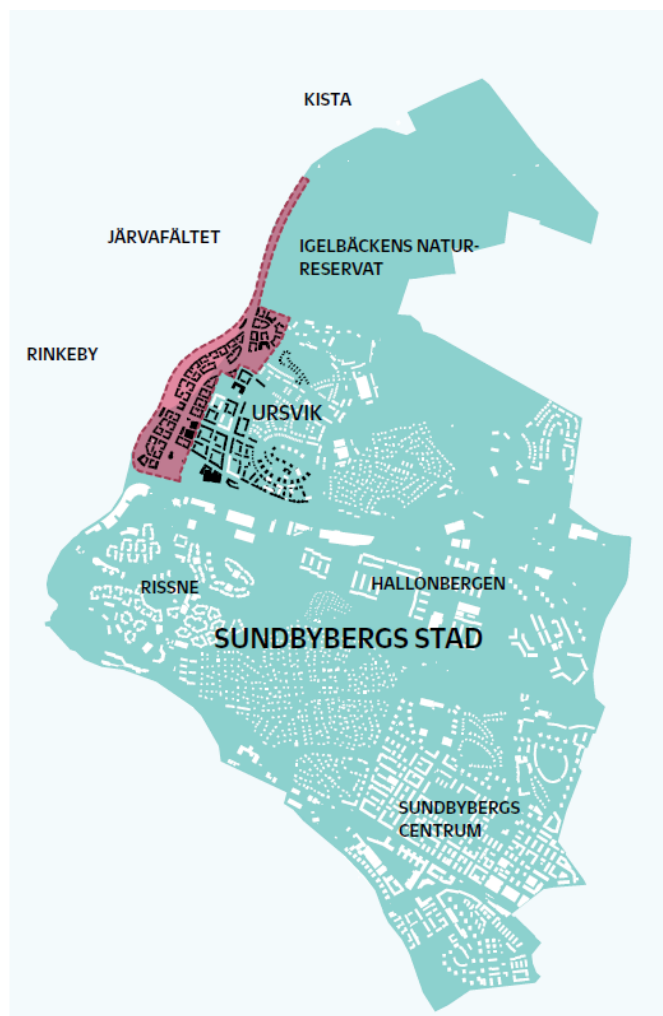 KISTA
JÄRVAFÄLTET
IGELBÄCKENS NATUR-
RESERVAT
RINKEBY
URSVIK
RISSNE
HALLONBERGEN
SUNDBYBERGS STAD
SUNDBYBERGS
CENTRUM